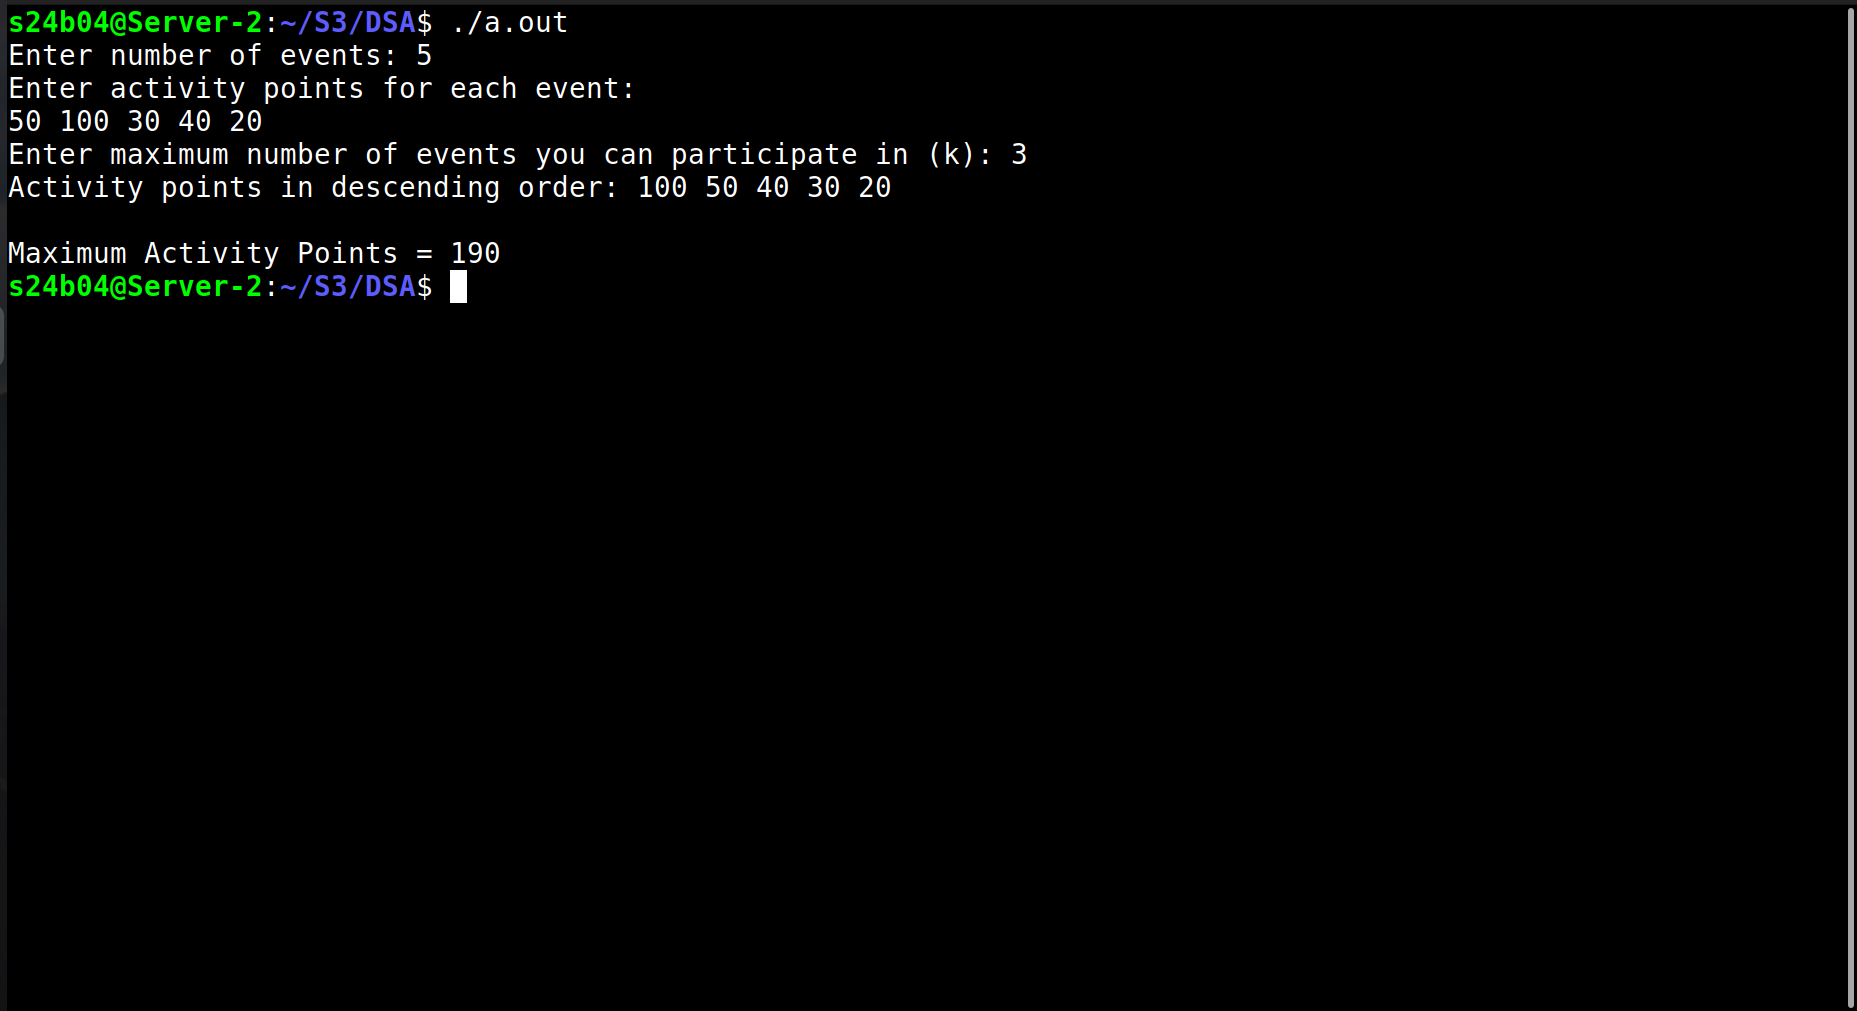 s24b04@Server-2:~/S3/DSA$ ./a.out
Enter number of events: 5
Enter activity points for each event:
50 100 30 40 20
Enter maximum number of events you can participate in (k): 3
Activity points in descending order: 100 50 40 30 20
Maximum Activity Points = 190
s24b04@Server-2:~/S3/DSA$